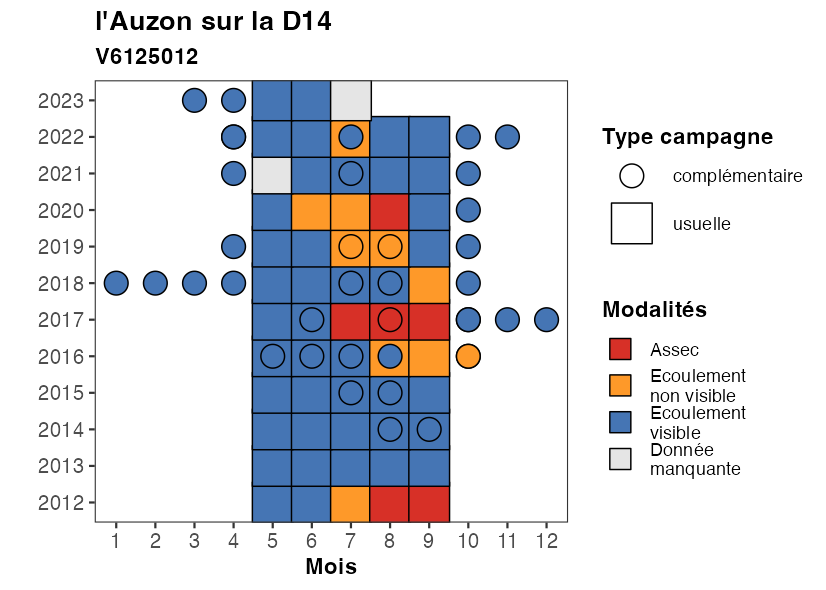 l'Auzon sur la D14
V6125012
2023
2022
2021
2020
2019
2018
2017
2016
2015
2014
2013
2012
1 2 3 4 5 6 7 8 9 10 11 12
Mois
Type campagne
complémentaire
usuelle
Modalités
Assec
Ecoulement
non visible
Ecoulement
visible
Donnée
manquante